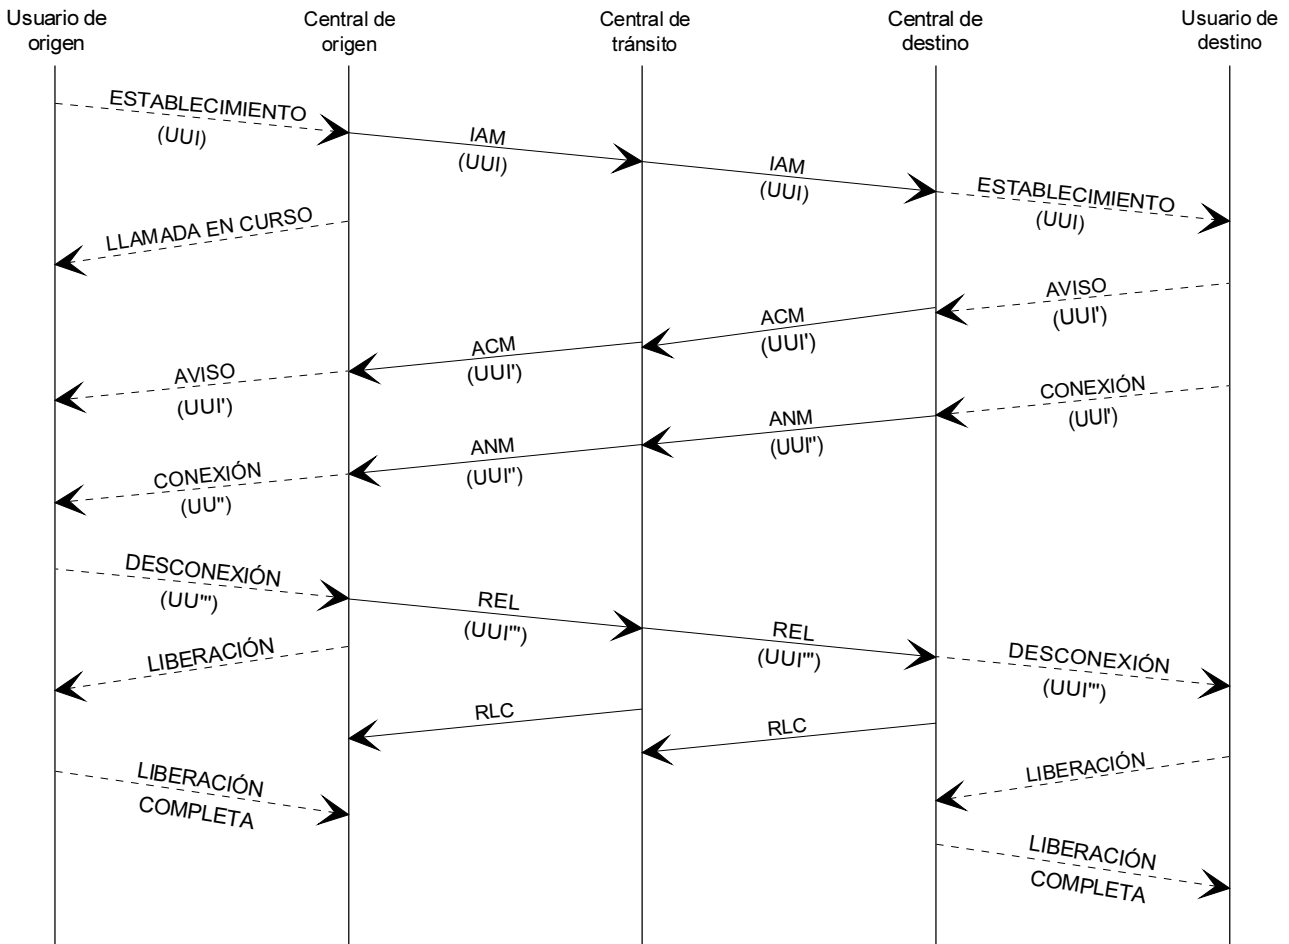 Usuario de
origen
Central de
origen
Central de
tránsito
Central de
destino
Usuario de
destino
ESTABLECIMIENTO
(UUI)
IAM
(UUI)
IAM
(UUI)
ESTABLECIMIENTO
(UUI)
LLAMADA EN CURSO
AVISO
(UUI')
ACM
(UUI')
ACM
(UUI')
AVISO
(UUI')
CONEXIÓN
(UUI')
ANM
(UUI'')
ANM
(UUI'')
CONEXIÓN
(UU'')
DESCONEXIÓN
(UU''')
REL
(UUI''')
REL
(UUI''')
DESCONEXIÓN
(UUI''')
LIBERACIÓN
RLC
RLC
LIBERACIÓN
LIBERACIÓN
COMPLETA
LIBERACIÓN
COMPLETA